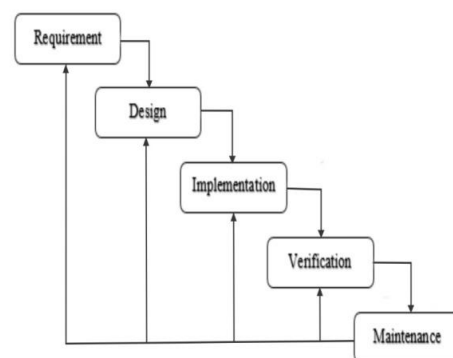 Requirement
Design
Implementation
Verification
Maintenance